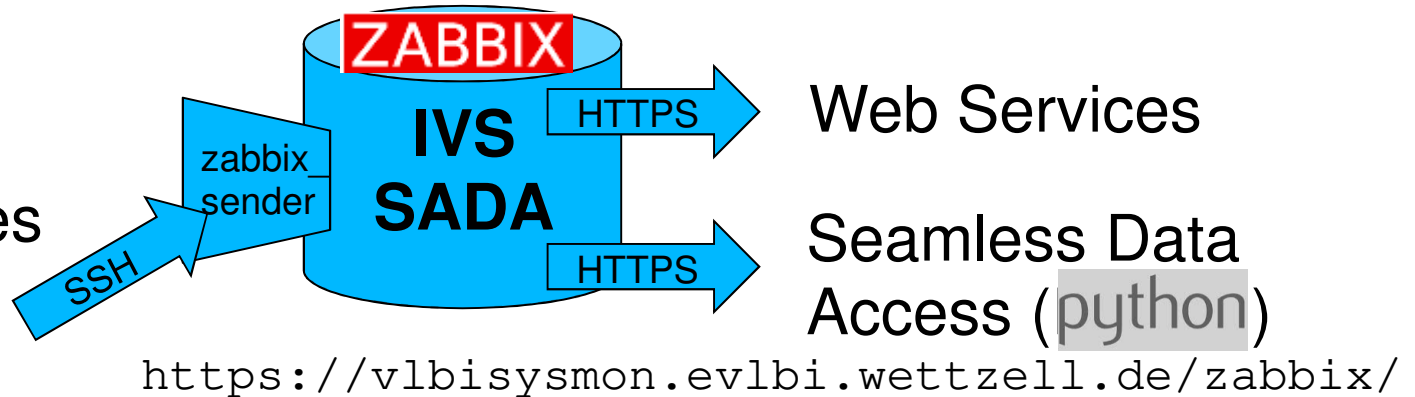 ZABBIX
IVS
SADA
zabbix_
sender
SSH
HTTPS
Web Services
HTTPS
Seamless Data
Access (python)
https://vlbisysmon.evlbi.wettzell.de/zabbix/